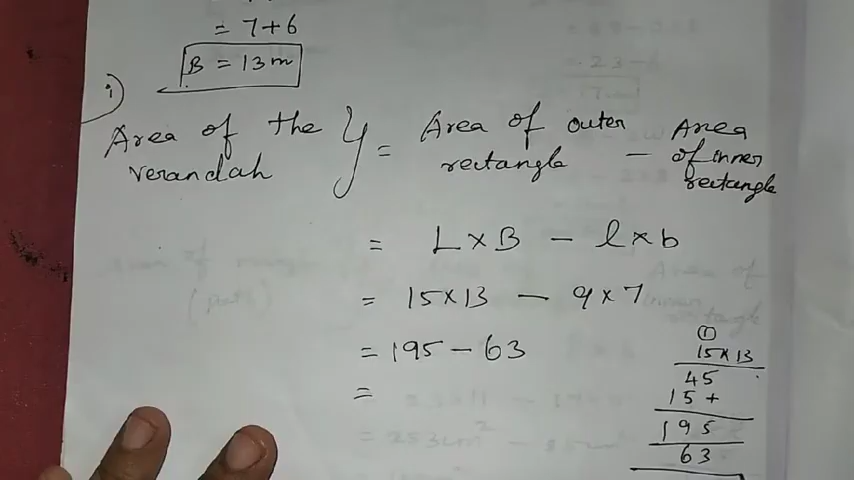 = 7+6
B = 13m
i)
Area of the verandah } = Area of outer rectangle - Area of inner rectangle
= L×B - l×b
= 15×13 - 9×7
= 195 - 63
=
1
15×13
45
15+
195
63